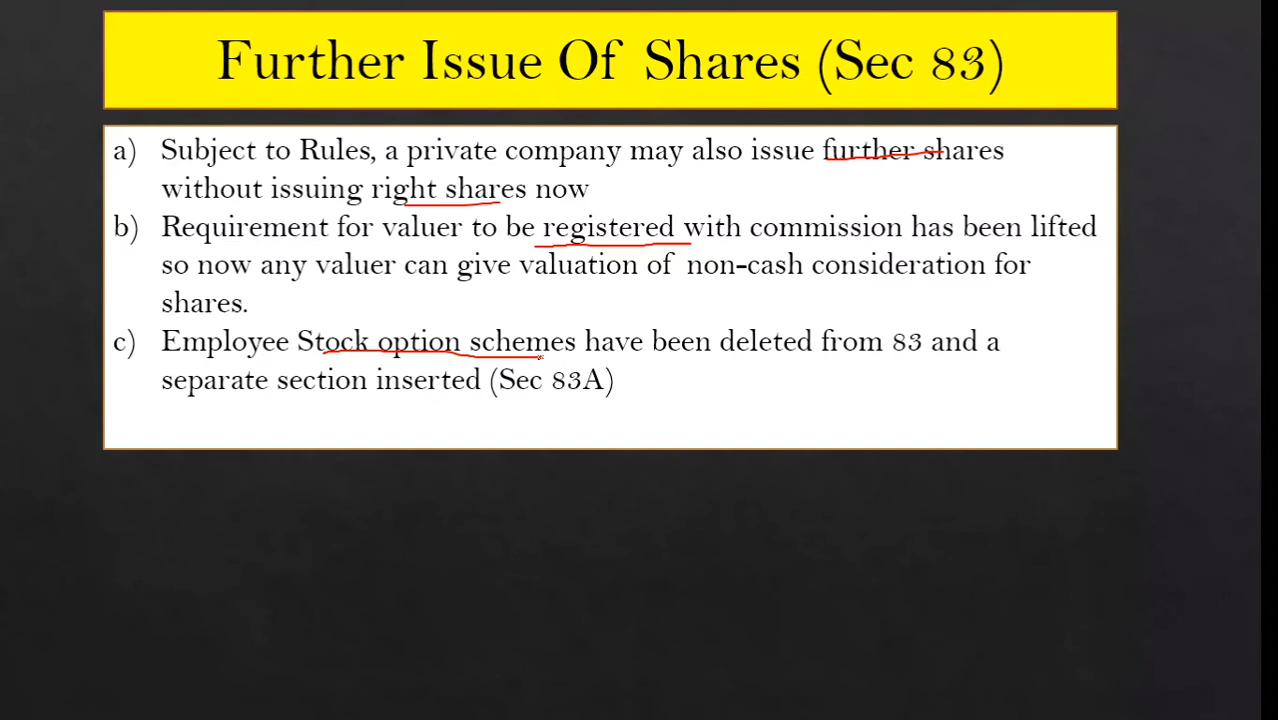 Further Issue Of Shares (Sec 83)
a) Subject to Rules, a private company may also issue further shares
without issuing right shares now
b) Requirement for valuer to be registered with commission has been lifted
so now any valuer can give valuation of non-cash consideration for
shares.
c) Employee Stock option schemes have been deleted from 83 and a
separate section inserted (Sec 83A)